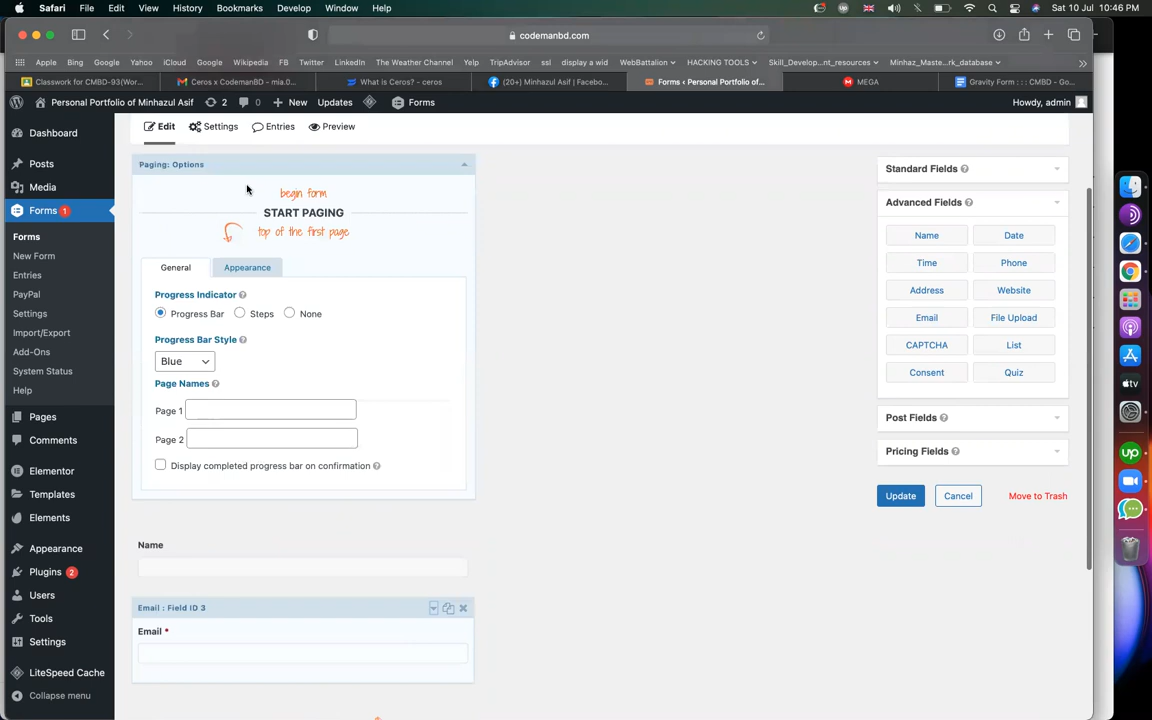 Safari File Edit View History Bookmarks Develop Window Help Sat 10 Jul 10:46 PM
codemanbd.com
Apple Bing Google Yahoo iCloud Google Wikipedia FB Twitter LinkedIn The Weather Channel Yelp TripAdvisor ssl display a wid WebBattalion HACKING TOOLS Skill_Develop...nt_resources Minhaz_Maste...rk_database
Classwork for CMBD-93(Wor... Ceros x CodemanBD - mia.0... What is Ceros? - ceros (20+) Minhazul Asif | Faceboo... Forms < Personal Portfolio of... MEGA Gravity Form : : : CMBD - Go...
Personal Portfolio of Minhazul Asif 2 0 New Updates Forms Howdy, admin
Edit Settings Entries Preview
Dashboard
Posts
Media
Forms 1
Forms
New Form
Entries
PayPal
Settings
Import/Export
Add-Ons
System Status
Help
Pages
Comments
Elementor
Templates
Elements
Appearance
Plugins 2
Users
Tools
Settings
LiteSpeed Cache
Collapse menu
Paging: Options
begin form
START PAGING
top of the first page
General Appearance
Progress Indicator
Progress Bar Steps None
Progress Bar Style
Blue
Page Names
Page 1
Page 2
Display completed progress bar on confirmation
Name
Email : Field ID 3
Email *
Standard Fields
Advanced Fields
Name Date
Time Phone
Address Website
Email File Upload
CAPTCHA List
Consent Quiz
Post Fields
Pricing Fields
Update Cancel Move to Trash
tv
up